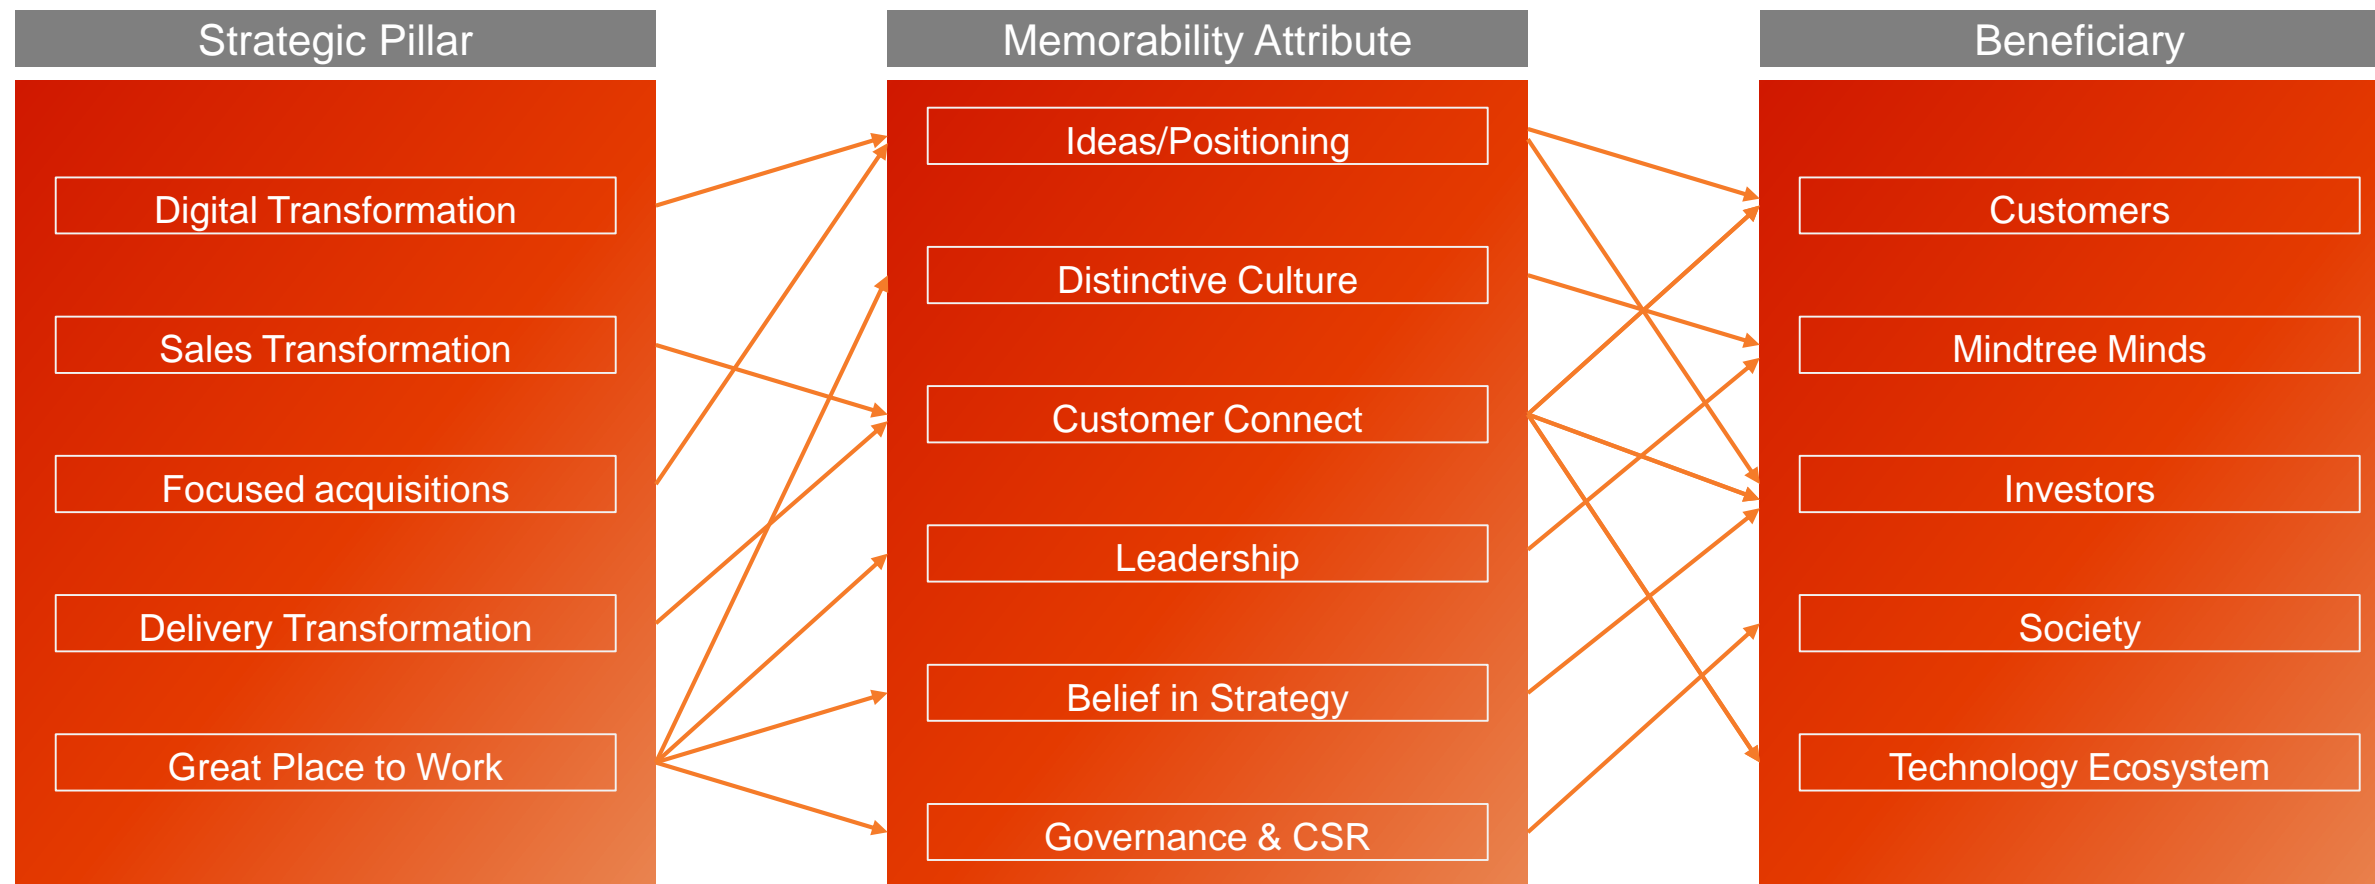 Strategic Pillar
Digital Transformation
Sales Transformation
Focused acquisitions
Delivery Transformation
Great Place to Work
Memorability Attribute
Ideas/Positioning
Distinctive Culture
Customer Connect
Leadership
Belief in Strategy
Governance & CSR
Beneficiary
Customers
Mindtree Minds
Investors
Society
Technology Ecosystem